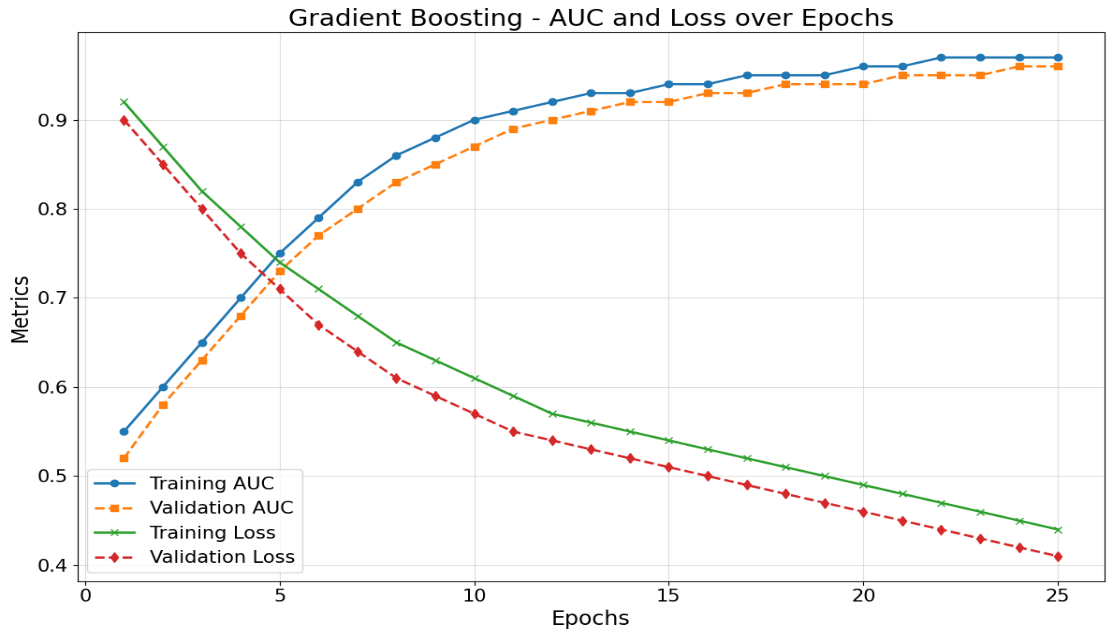 Gradient Boosting - AUC and Loss over Epochs
Metrics
0.9
0.8
0.7
0.6
0.5
0.4
Training AUC
Validation AUC
Training Loss
Validation Loss
0 5 10 15 20 25
Epochs